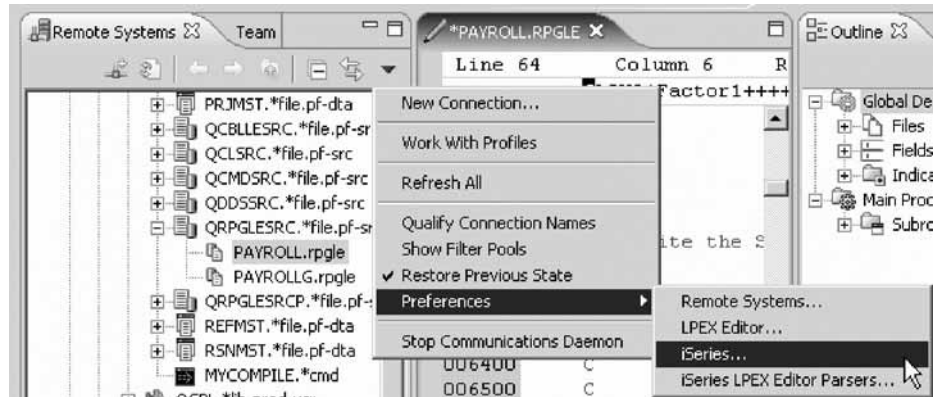 Remote Systems
Team
PRJMST.*file.pf-dta
QCBLLESRC.*file.pf-sr
QCLSRC.*file.pf-src
QCMDSRC.*file.pf-src
QDDSSRC.*file.pf-src
QRPGLESRC.*file.pf-sr
PAYROLL.rpgle
PAYROLLG.rpgle
QRPGLESRCP.*file.pf-
REFMST.*file.pf-dta
RSNMST.*file.pf-dta
MYCOMPILE.*cmd
New Connection...
Work With Profiles
Refresh All
Qualify Connection Names
Show Filter Pools
Restore Previous State
Preferences
Stop Communications Daemon
Remote Systems...
LPEX Editor...
iSeries...
iSeries LPEX Editor Parsers...
*PAYROLL.RPGLE
Line 64 Column 6 R
Factor1++++
ite the S
006400 C
006500 C
Outline
Global De
Files
Fields
Indica
Main Proc
Subro